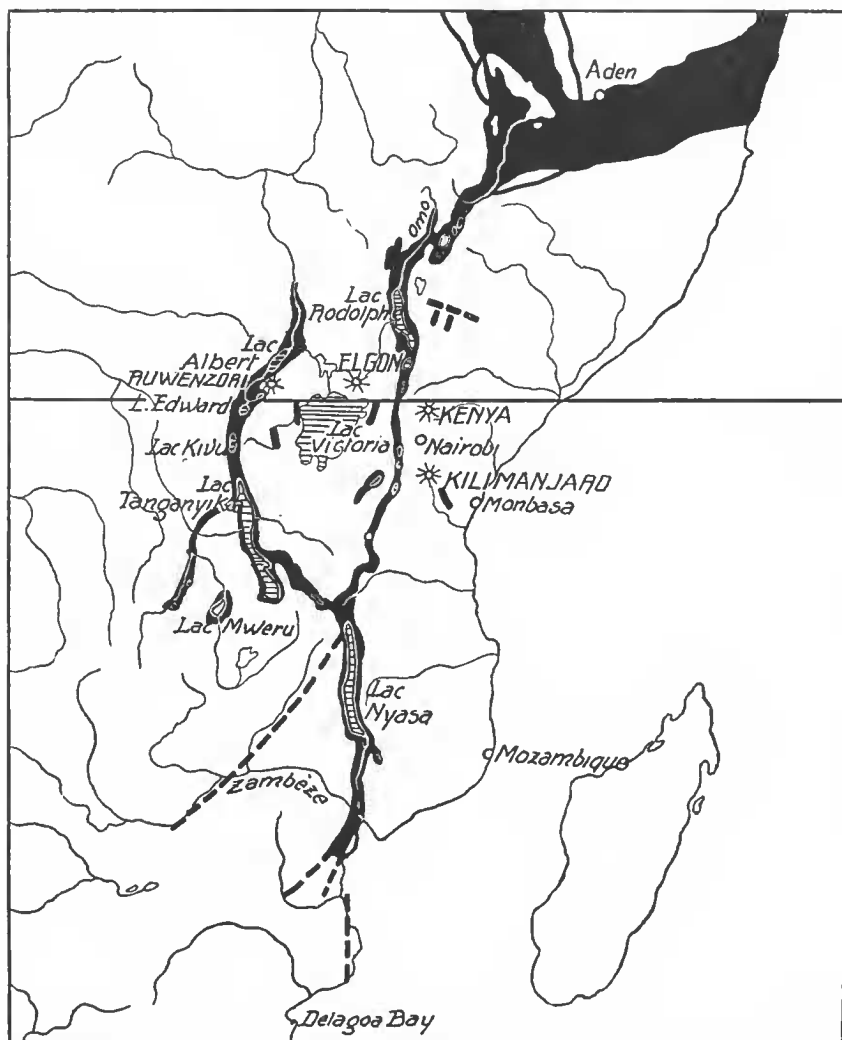 Aden
Omo
Lac
Rodolphe
Lac
Albert
ELGON
RUWENZORI
L. Edward
KENYA
Lac
Victoria
Nairobi
Lac Kivu
KILIMANJARO
Lac
Tanganyika
Monbasa
Lac Mweru
Lac
Nyasa
Mozambique
Zambèze
Delagoa Bay